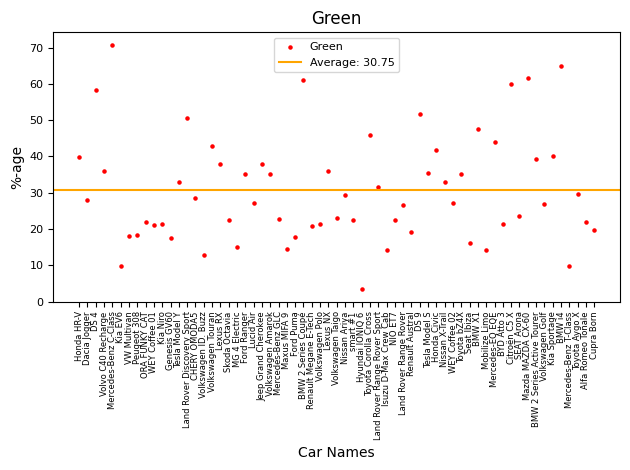 Green
Green
Average: 30.75
%-age
70
60
50
40
30
20
10
0
Honda HR-V
Dacia Jogger
DS 4
Volvo C40 Recharge
Mercedes-Benz C-Class
Kia EV6
VW Multivan
Peugeot 308
ORA FUNKY CAT
WEY Coffee 01
Kia Niro
Genesis GV60
Tesla Model Y
Land Rover Discovery Sport
CHERY OMODA5
Volkswagen ID. Buzz
Volkswagen Touran
Lexus RX
Skoda Octavia
MG 4 Electric
Ford Ranger
Lucid Air
Jeep Grand Cherokee
Volkswagen Amarok
Mercedes-Benz GLC
Maxus MIFA 9
Ford Puma
BMW 2 Series Coupe
Renault Megane E-Tech
Volkswagen Polo
Lexus NX
Volkswagen Taigo
Nissan Ariya
smart #1
Hyundai IONIQ 6
Toyota Corolla Cross
Land Rover Range Rover Sport
Isuzu D-Max Crew Cab
NIO ET7
Land Rover Range Rover
Renault Austral
DS 9
Tesla Model S
Honda Civic
Nissan X-Trail
WEY Coffee 02
Toyota bZ4X
Seat Ibiza
BMW X1
Mobilize Limo
Mercedes-EQ EQE
BYD Atto 3
Citroën C5 X
SEAT Arona
Mazda MAZDA CX-60
BMW 2 Series Active Tourer
Volkswagen Golf
Kia Sportage
BMW i4
Mercedes-Benz T-Class
Toyota Aygo X
Alfa Romeo Tonale
Cupra Born
Car Names